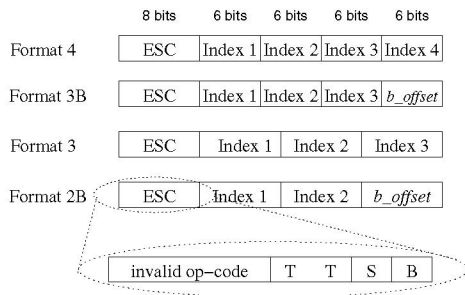 8 bits 6 bits 6 bits 6 bits 6 bits
Format 4 ESC Index 1 Index 2 Index 3 Index 4
Format 3B ESC Index 1 Index 2 Index 3 b_offset
Format 3 ESC Index 1 Index 2 Index 3
Format 2B ESC Index 1 Index 2 b_offset
invalid op−code T T S B